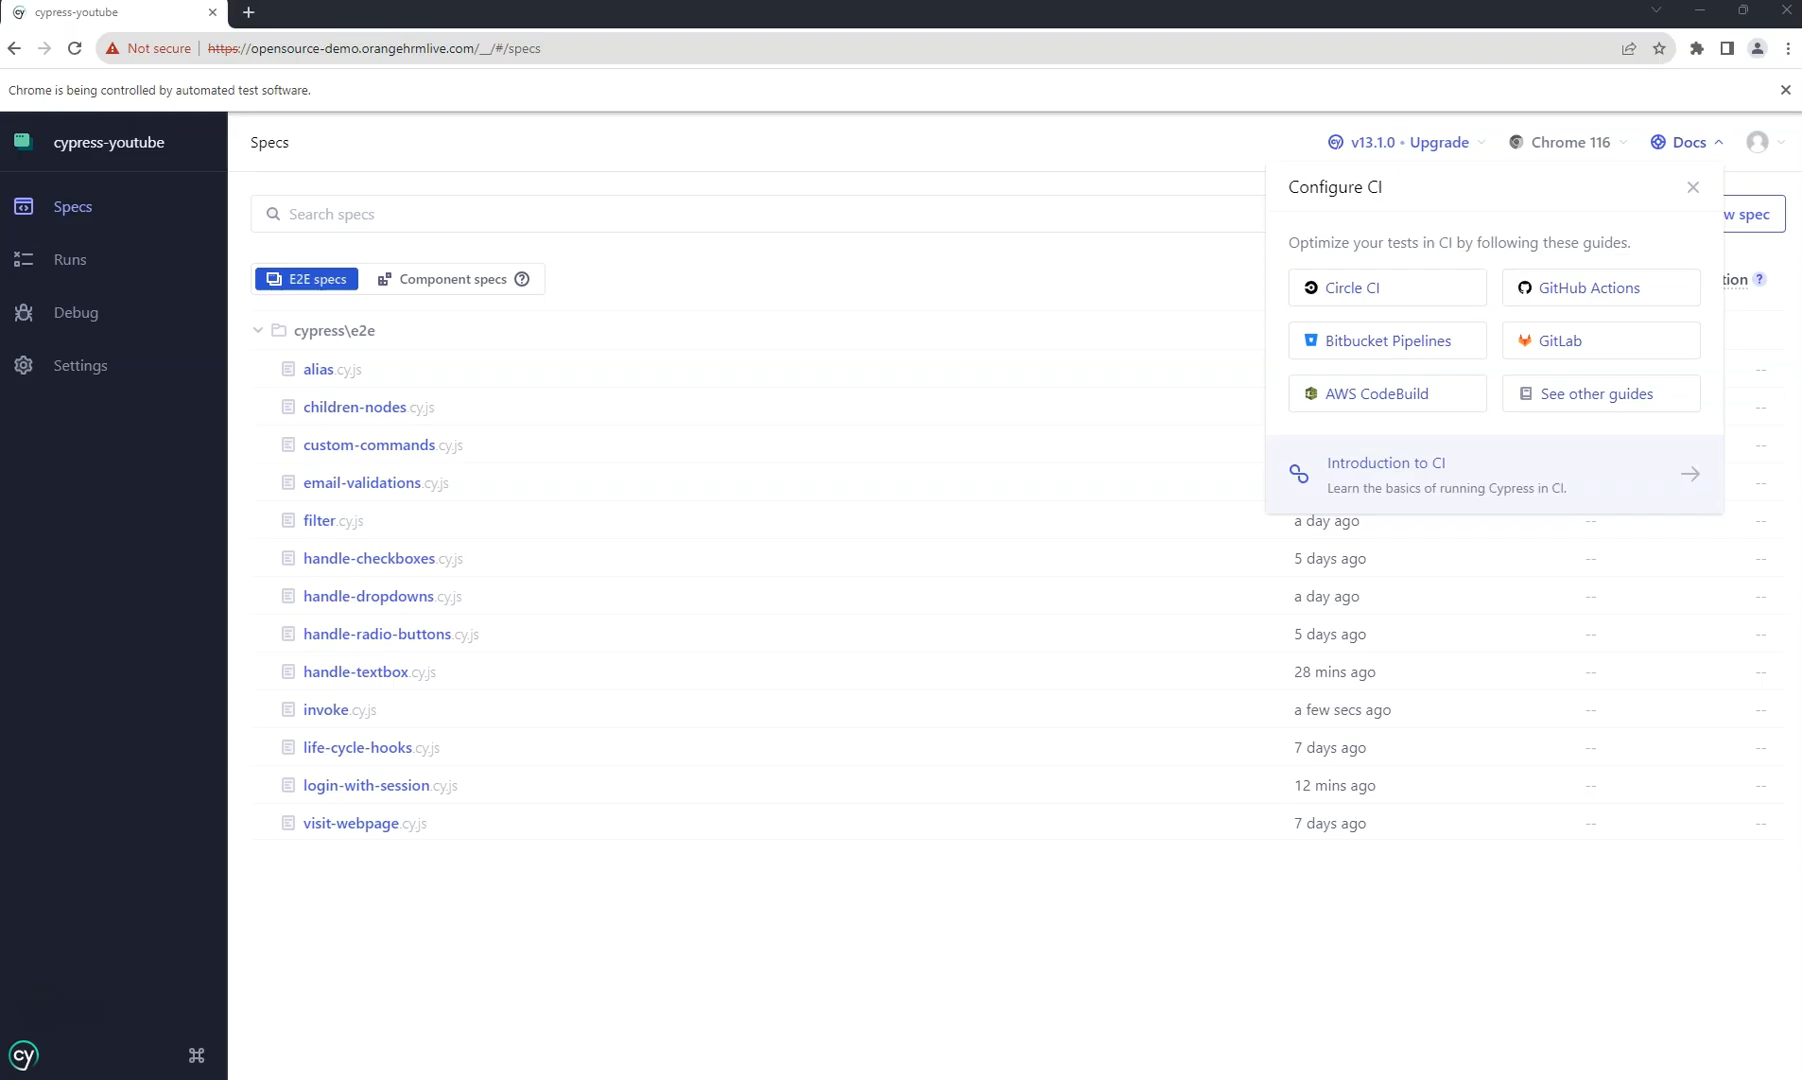 cypress-youtube
Not secure https://opensource-demo.orangehrmlive.com/__/#/specs
Chrome is being controlled by automated test software.
cypress-youtube
Specs
Runs
Debug
Settings
cy
Specs
v13.1.0 • Upgrade
Chrome 116
Docs
Search specs
w spec
E2E specs
Component specs
tion
cypress\e2e
alias.cy.js --
children-nodes.cy.js --
custom-commands.cy.js --
email-validations.cy.js --
filter.cy.js a day ago -- --
handle-checkboxes.cy.js 5 days ago -- --
handle-dropdowns.cy.js a day ago -- --
handle-radio-buttons.cy.js 5 days ago -- --
handle-textbox.cy.js 28 mins ago -- --
invoke.cy.js a few secs ago -- --
life-cycle-hooks.cy.js 7 days ago -- --
login-with-session.cy.js 12 mins ago -- --
visit-webpage.cy.js 7 days ago -- --
Configure CI
Optimize your tests in CI by following these guides.
Circle CI
GitHub Actions
Bitbucket Pipelines
GitLab
AWS CodeBuild
See other guides
Introduction to CI
Learn the basics of running Cypress in CI.